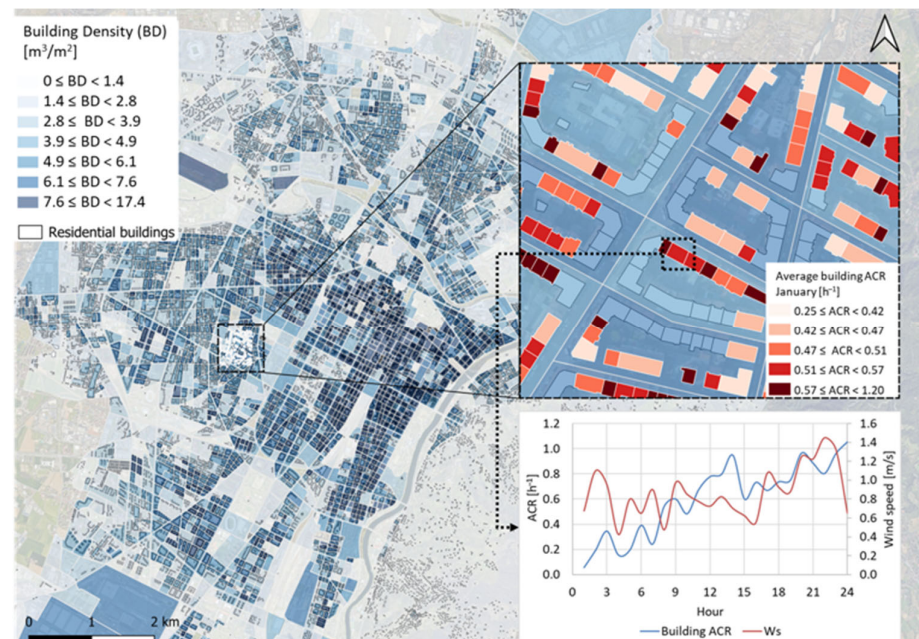 Building Density (BD)
[m³/m²]
0 ≤ BD < 1.4
1.4 ≤ BD < 2.8
2.8 ≤ BD < 3.9
3.9 ≤ BD < 4.9
4.9 ≤ BD < 6.1
6.1 ≤ BD < 7.6
7.6 ≤ BD < 17.4
Residential buildings
Average building ACR
January [h⁻¹]
0.25 ≤ ACR < 0.42
0.42 ≤ ACR < 0.47
0.47 ≤ ACR < 0.51
0.51 ≤ ACR < 0.57
0.57 ≤ ACR < 1.20
1.2
1.0
0.8
0.6
0.4
0.2
0.0
ACR [h⁻¹]
1.6
1.4
1.2
1.0
0.8
0.6
0.4
0.2
0.0
Wind speed [m/s]
0 3 6 9 12 15 18 21 24
Hour
Building ACR Ws
0 1 2 km